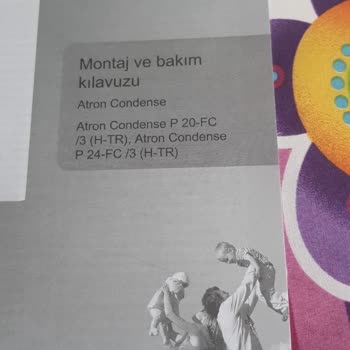 Montaj ve bakım
kılavuzu
Atron Condense
Atron Condense P 20-FC
/3 (H-TR), Atron Condense
P 24-FC /3 (H-TR)